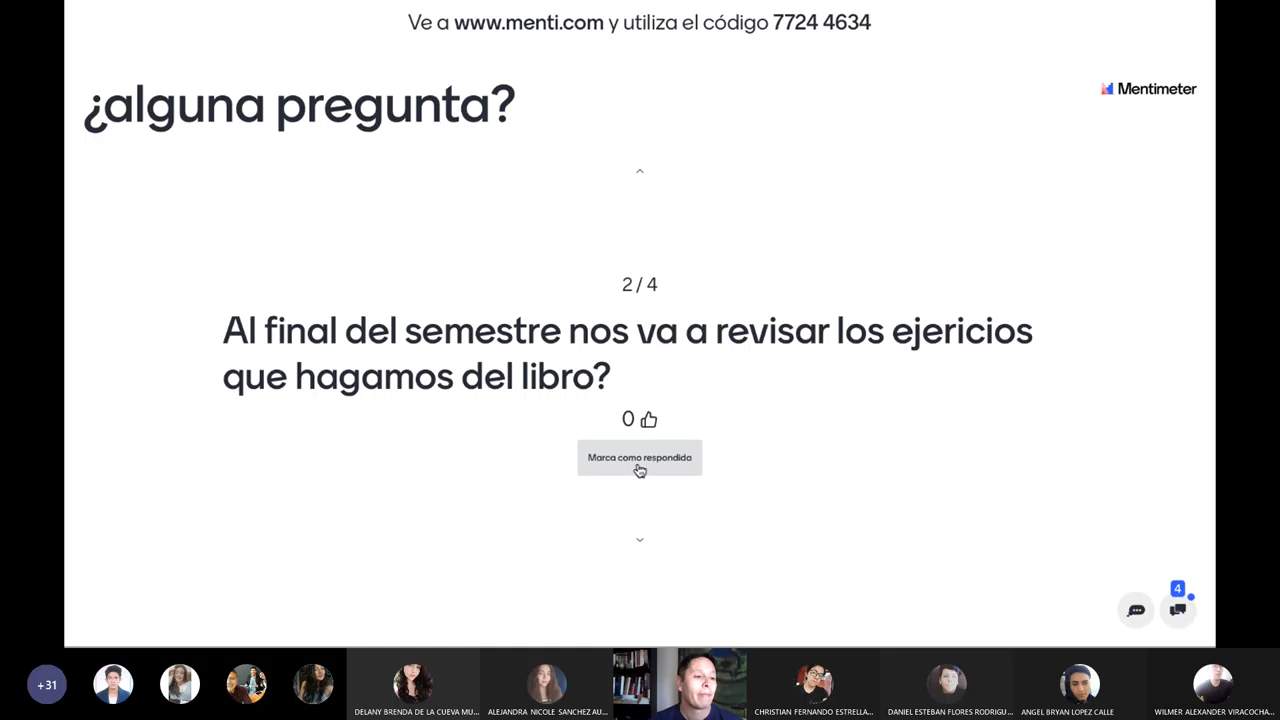 Ve a www.menti.com y utiliza el código 7724 4634
¿alguna pregunta?
Mentimeter
2 / 4
Al final del semestre nos va a revisar los ejericios
que hagamos del libro?
0
Marca como respondida
4
+31
DELANY BRENDA DE LA CUEVA MU...
ALEJANDRA NICOLE SANCHEZ AU...
CHRISTIAN FERNANDO ESTRELLA...
DANIEL ESTEBAN FLORES RODRIGU...
ANGEL BRYAN LOPEZ CALLE
WILMER ALEXANDER VIRACOCHA...